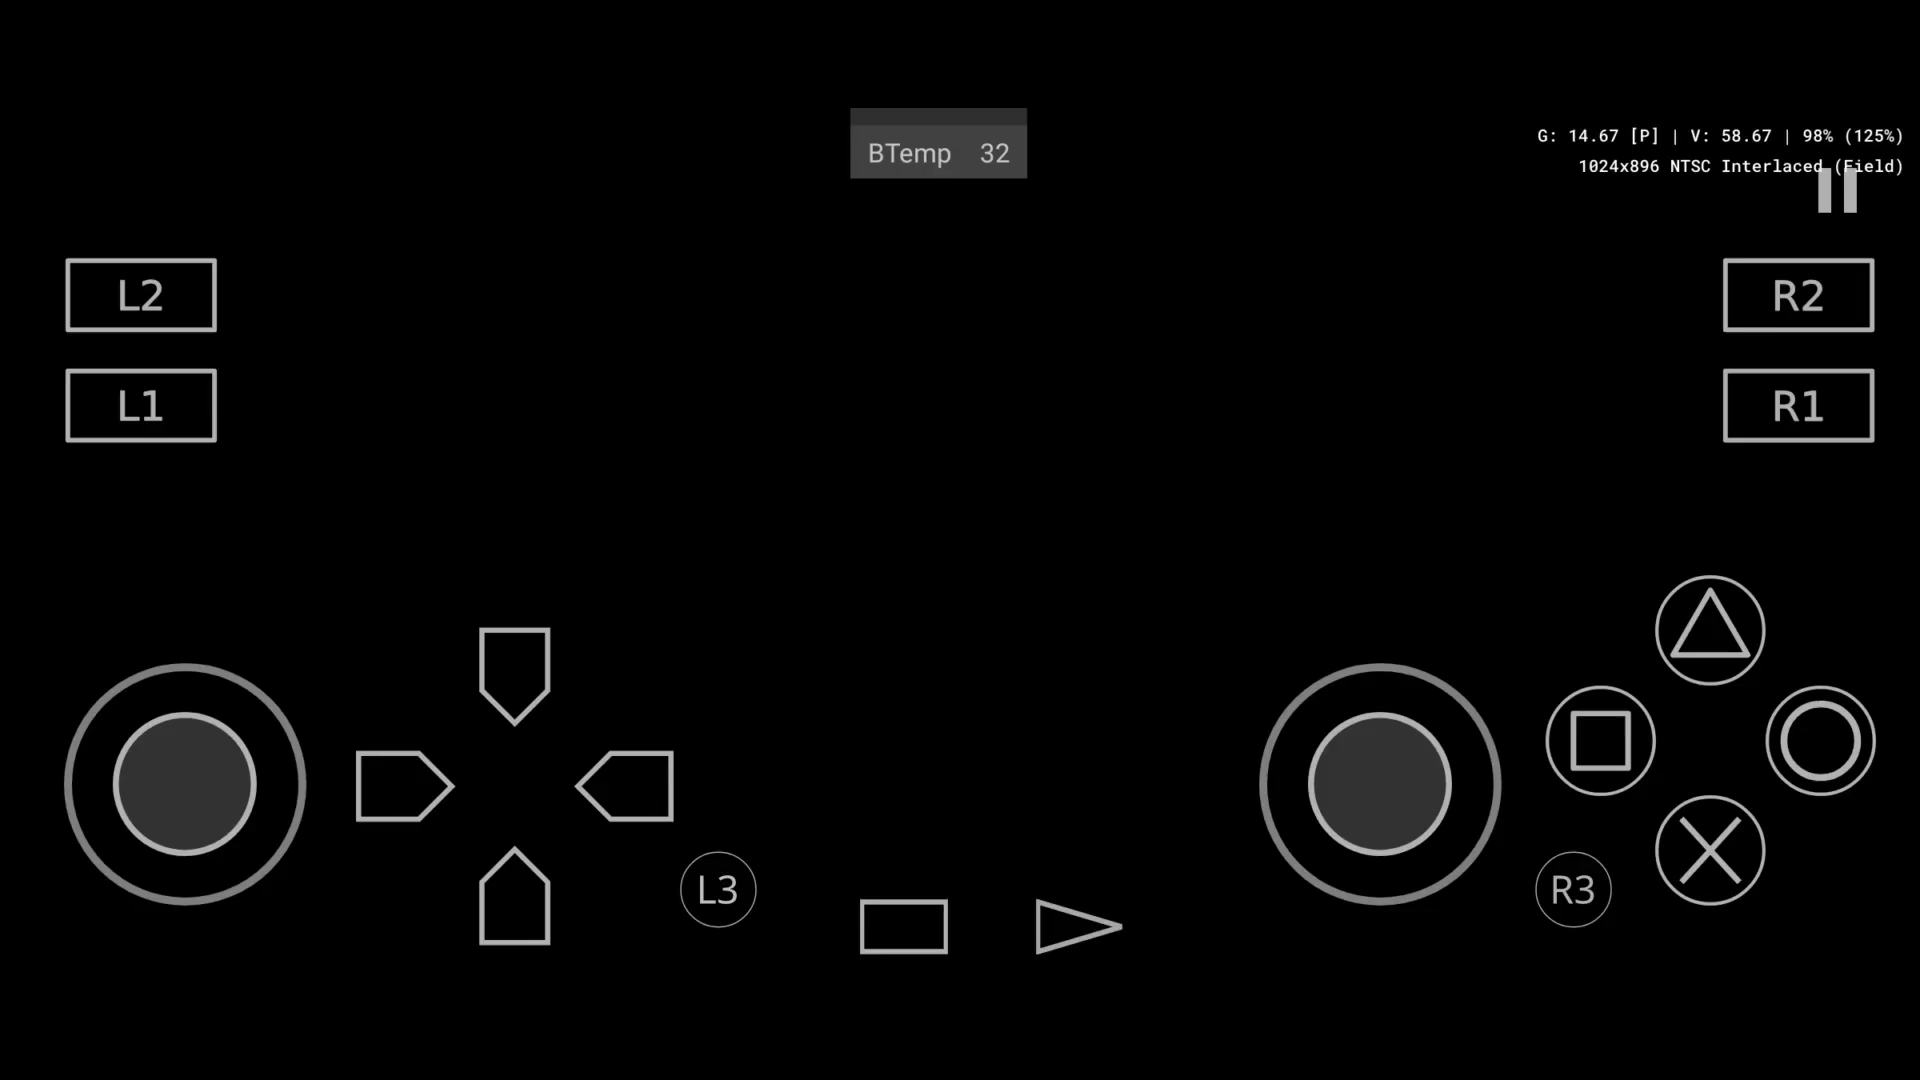 G: 14.67 [P] | V: 58.67 | 98% (125%)
BTemp 32
1024x896 NTSC Interlaced (Field)
L2
R2
L1
R1
L3
R3